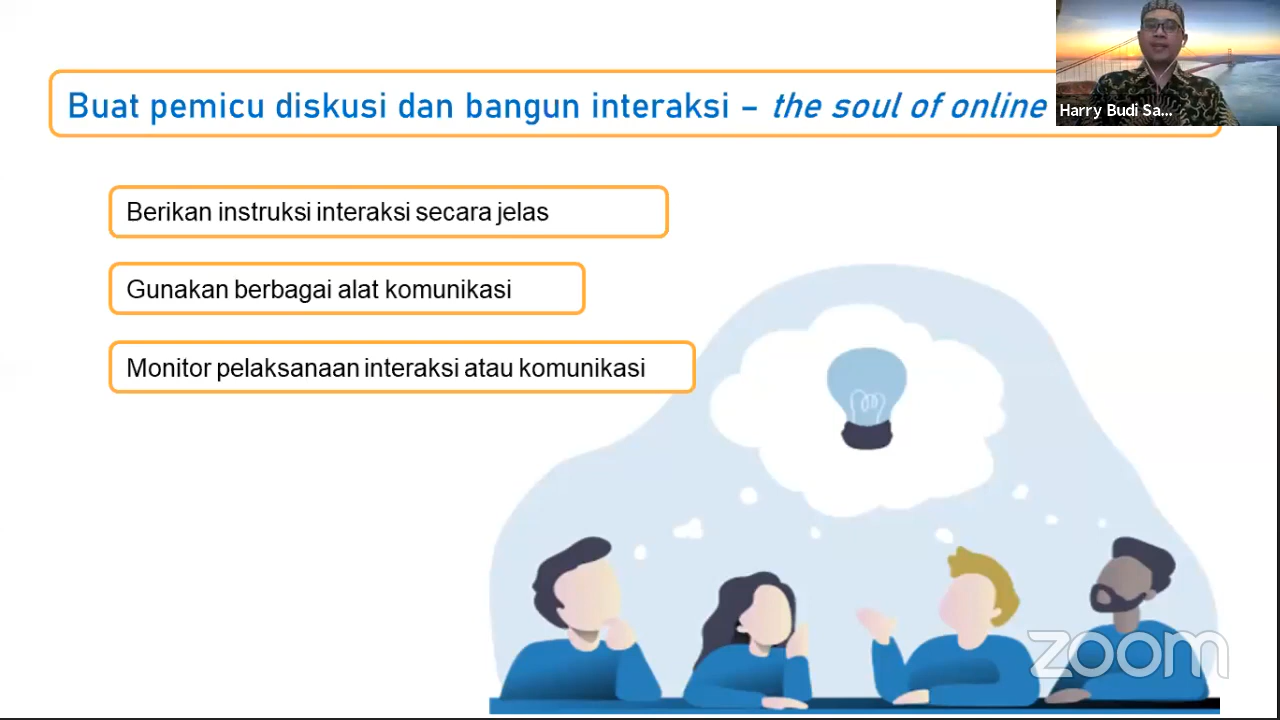 Buat pemicu diskusi dan bangun interaksi – the soul of online
Harry Budi Sa...
Berikan instruksi interaksi secara jelas
Gunakan berbagai alat komunikasi
Monitor pelaksanaan interaksi atau komunikasi
zoom